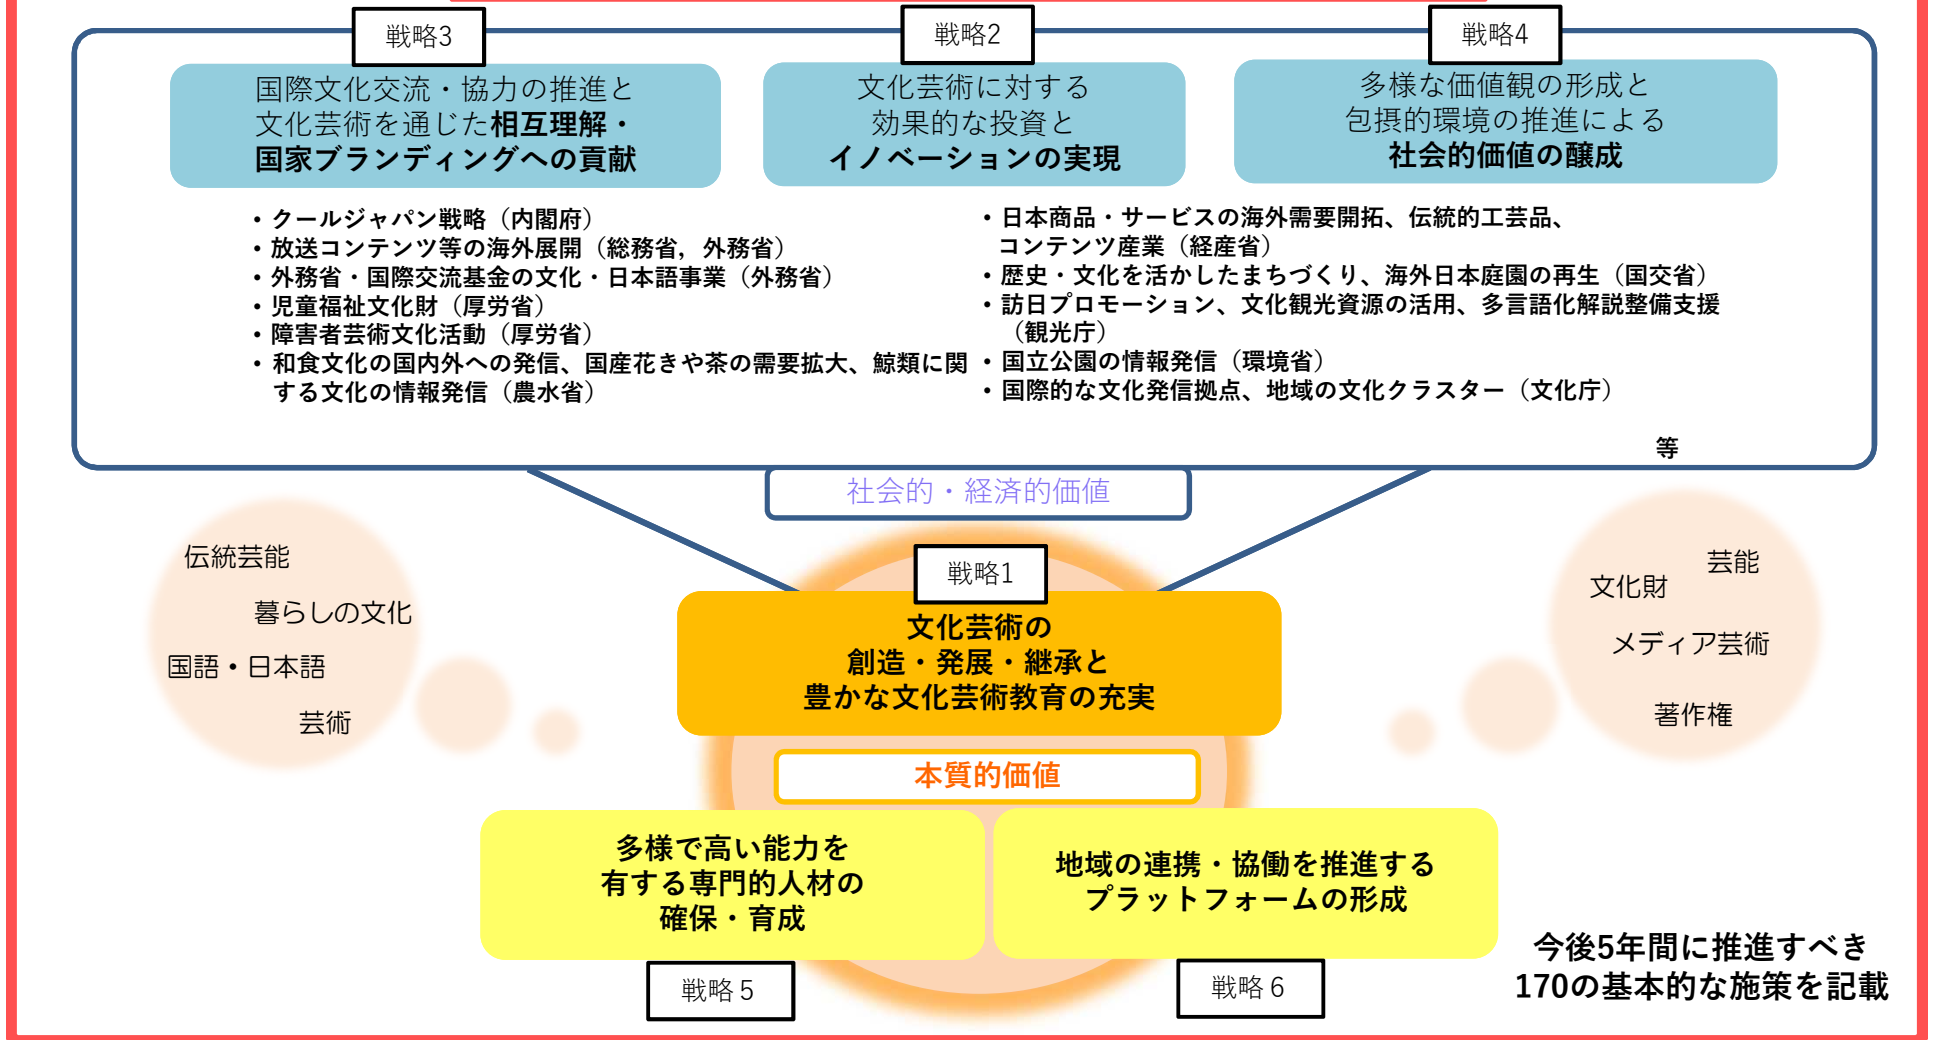 戦略3
国際文化交流・協力の推進と
文化芸術を通じた相互理解・
国家ブランディングへの貢献
戦略2
文化芸術に対する
効果的な投資と
イノベーションの実現
戦略4
多様な価値観の形成と
包摂的環境の推進による
社会的価値の醸成
・クールジャパン戦略（内閣府）
・放送コンテンツ等の海外展開（総務省，外務省）
・外務省・国際交流基金の文化・日本語事業（外務省）
・児童福祉文化財（厚労省）
・障害者芸術文化活動（厚労省）
・和食文化の国内外への発信、国産花きや茶の需要拡大、鯨類に関
する文化の情報発信（農水省）
・日本商品・サービスの海外需要開拓、伝統的工芸品、
コンテンツ産業（経産省）
・歴史・文化を活かしたまちづくり、海外日本庭園の再生（国交省）
・訪日プロモーション、文化観光資源の活用、多言語化解説整備支援
（観光庁）
・国立公園の情報発信（環境省）
・国際的な文化発信拠点、地域の文化クラスター（文化庁）
等
社会的・経済的価値
伝統芸能
暮らしの文化
国語・日本語
芸術
戦略1
文化芸術の
創造・発展・継承と
豊かな文化芸術教育の充実
本質的価値
芸能
文化財
メディア芸術
著作権
多様で高い能力を
有する専門的人材の
確保・育成
戦略５
地域の連携・協働を推進する
プラットフォームの形成
戦略６
今後5年間に推進すべき
170の基本的な施策を記載